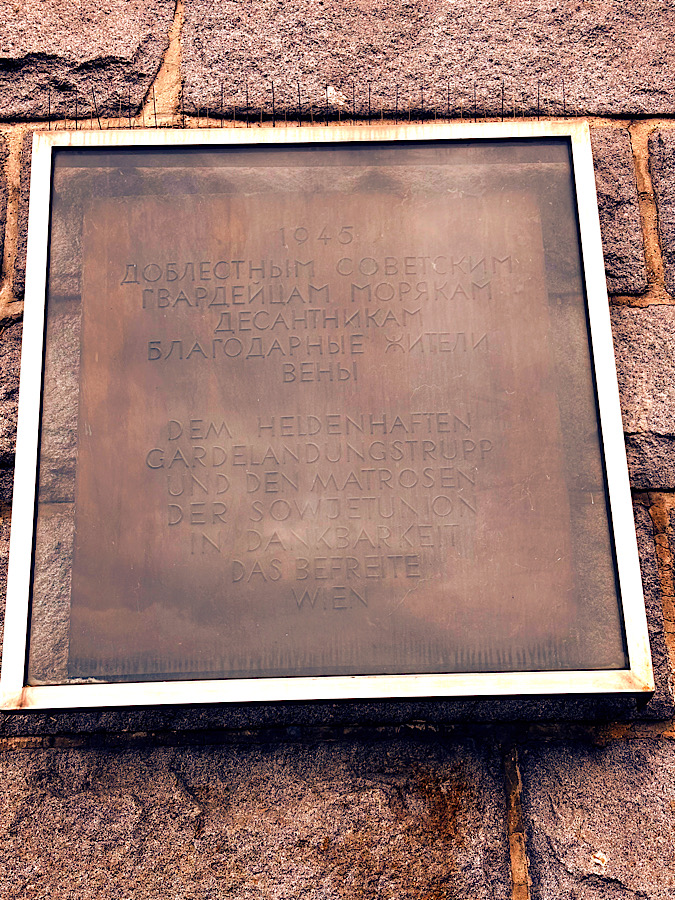 1945
ДОБЛЕСТНЫМ СОВЕТСКИМ
ГВАРДЕЙЦАМ МОРЯКАМ
ДЕСАНТНИКАМ
БЛАГОДАРНЫЕ ЖИТЕЛИ
ВЕНЫ
DEM HELDENHAFTEN
GARDELANDUNGSTRUPP
UND DEN MATROSEN
DER SOWJETUNION
IN DANKBARKEIT
DAS BEFREITE
WIEN